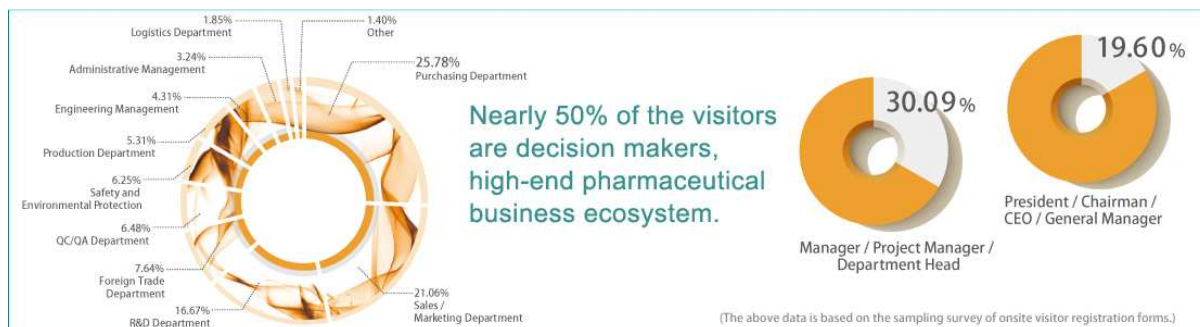 1.85%
Logistics Department
1.40%
Other
3.24%
Administrative Management
25.78%
Purchasing Department
4.31%
Engineering Management
5.31%
Production Department
6.25%
Safety and
Environmental Protection
6.48%
QC/QA Department
7.64%
Foreign Trade
Department
16.67%
R&D Department
21.06%
Sales /
Marketing Department
Nearly 50% of the visitors
are decision makers,
high-end pharmaceutical
business ecosystem.
30.09%
Manager / Project Manager /
Department Head
19.60%
President / Chairman /
CEO / General Manager
(The above data is based on the sampling survey of onsite visitor registration forms.)